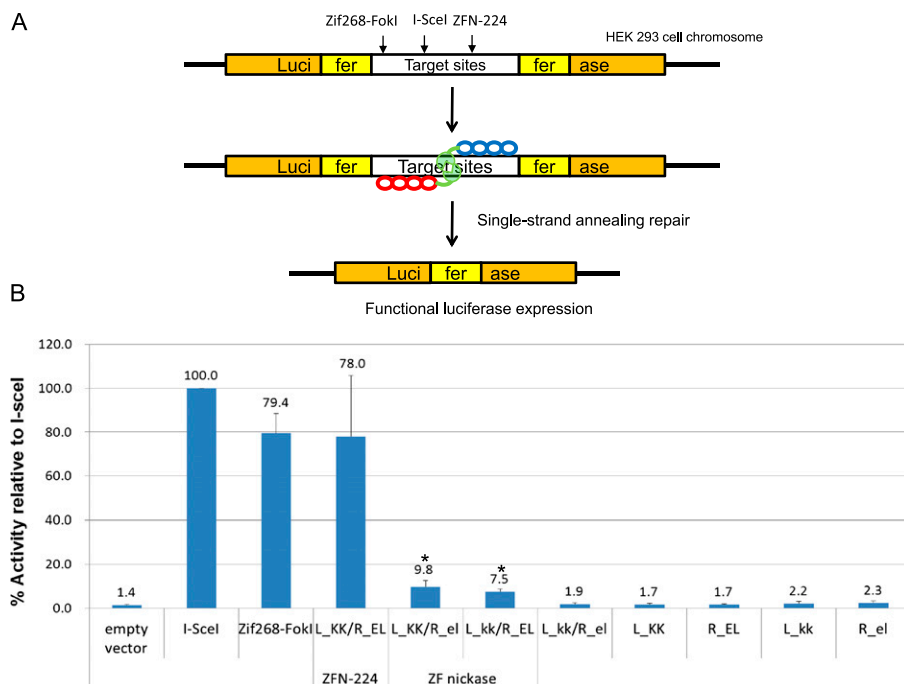 A
Zif268-FokI I-SceI ZFN-224
HEK 293 cell chromosome
Luci fer Target sites fer ase
Luci fer Target sites fer ase
Single-strand annealing repair
Luci fer ase
Functional luciferase expression
B
% Activity relative to I-sceI
120.0
100.0
80.0
60.0
40.0
20.0
0.0
1.4 100.0 79.4 78.0 9.8 7.5 1.9 1.7 1.7 2.2 2.3
* *
empty vector I-SceI Zif268-FokI L_KK/R_EL L_KK/R_el L_kk/R_EL L_kk/R_el L_KK R_EL L_kk R_el
ZFN-224 ZF nickase